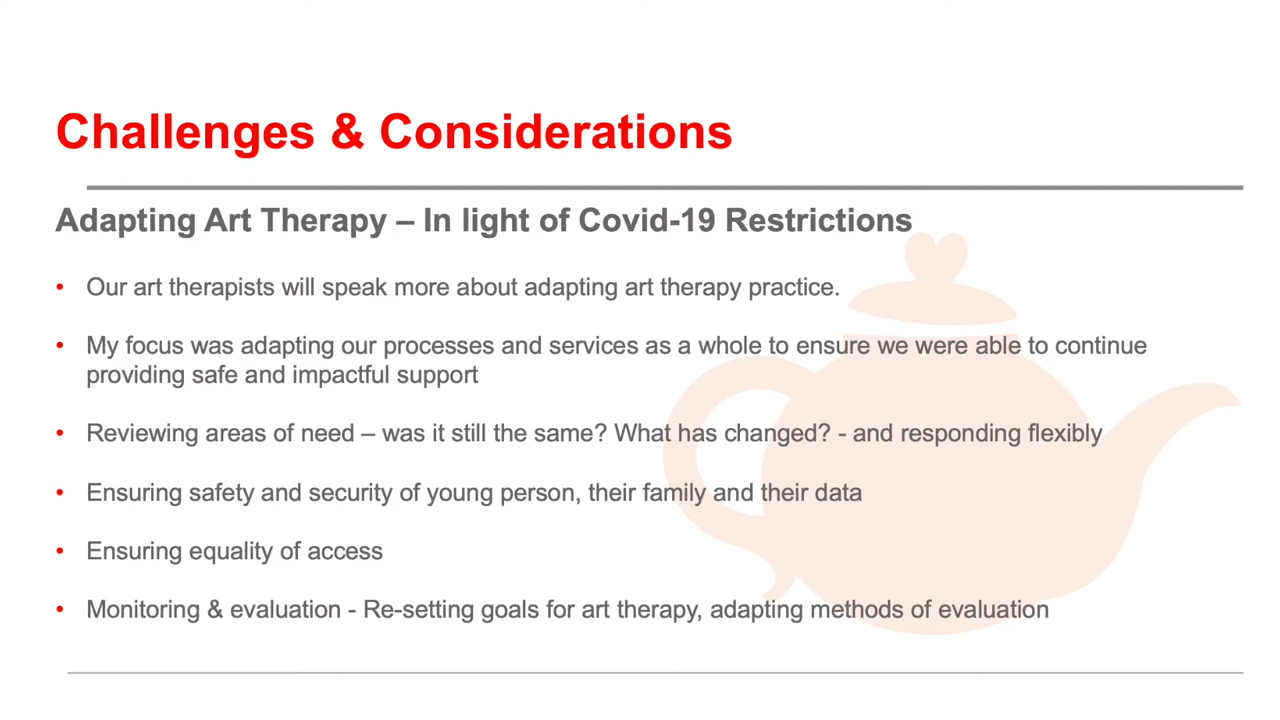 Challenges & Considerations
Adapting Art Therapy – In light of Covid-19 Restrictions
• Our art therapists will speak more about adapting art therapy practice.
• My focus was adapting our processes and services as a whole to ensure we were able to continue
providing safe and impactful support
• Reviewing areas of need – was it still the same? What has changed? - and responding flexibly
• Ensuring safety and security of young person, their family and their data
• Ensuring equality of access
• Monitoring & evaluation - Re-setting goals for art therapy, adapting methods of evaluation